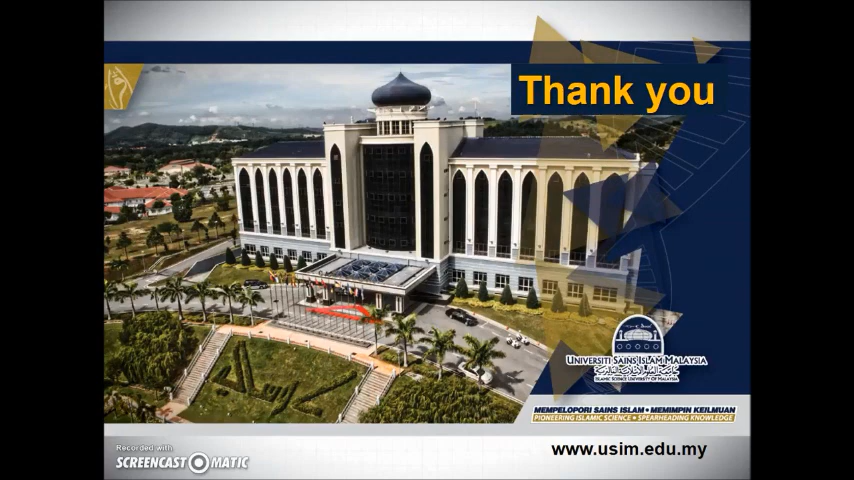 Thank you
UNIVERSITI SAINS ISLAM MALAYSIA
ISLAMIC SCIENCE UNIVERSITY OF MALAYSIA
MEMPELOPORI SAINS ISLAM • MEMIMPIN KEILMUAN
PIONEERING ISLAMIC SCIENCE • SPEARHEADING KNOWLEDGE
www.usim.edu.my
Recorded with
SCREENCAST MATIC